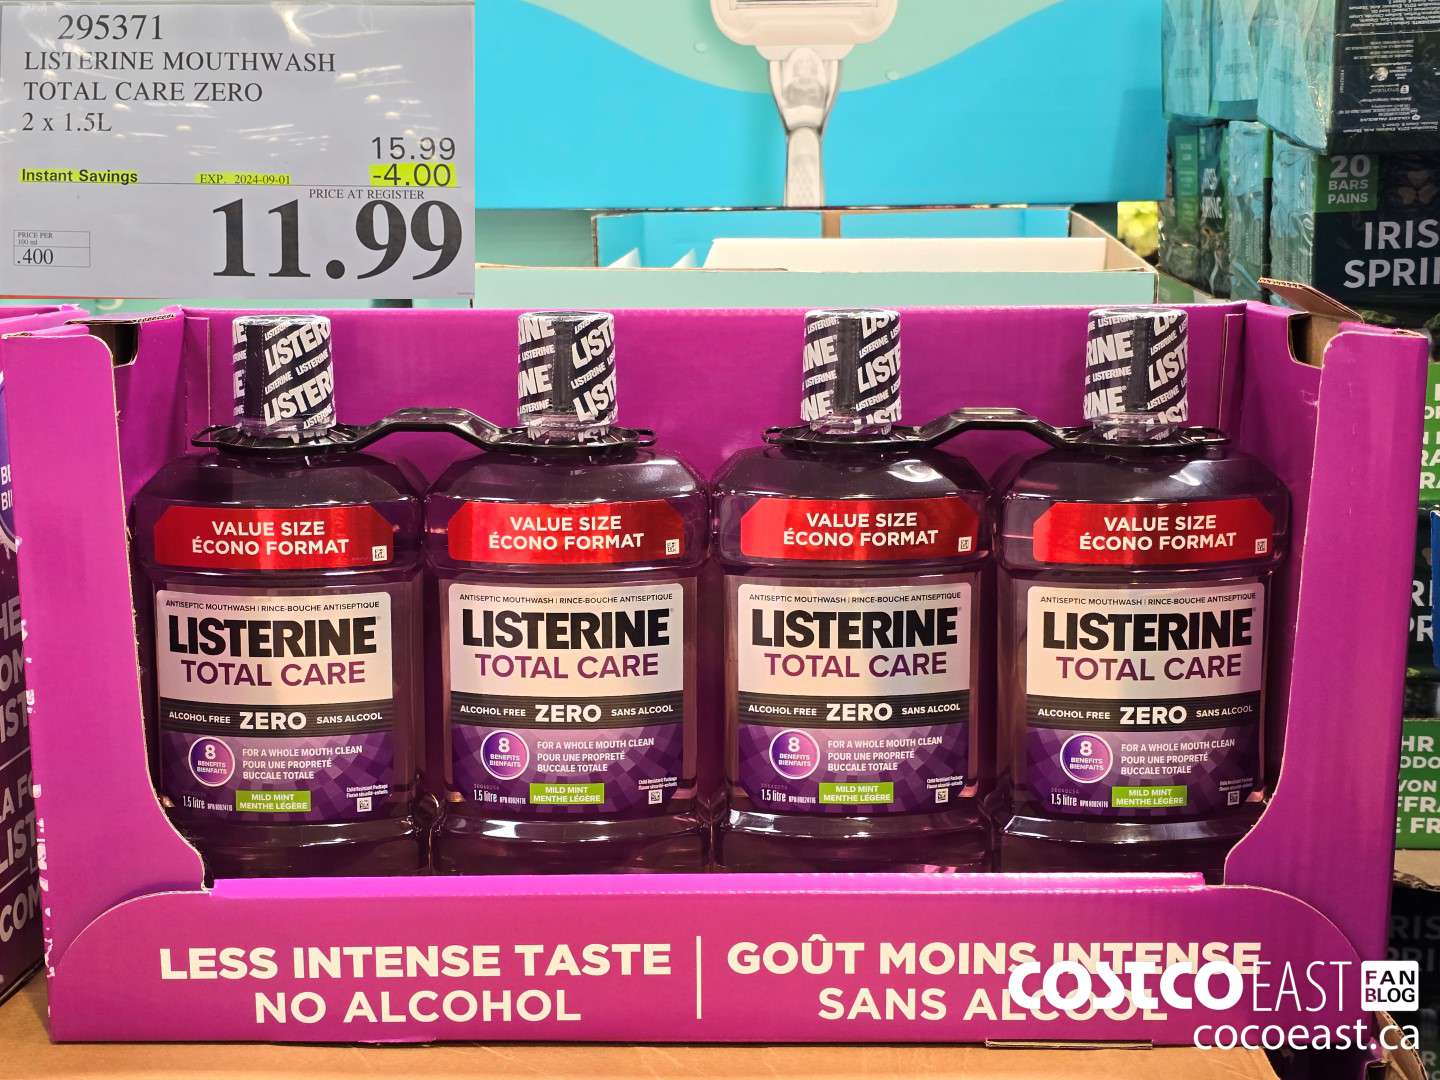 295371
LISTERINE MOUTHWASH
TOTAL CARE ZERO
2 x 1.5L
15.99
Instant Savings EXP. 2024-09-01 -4.00
PRICE AT REGISTER
11.99
PRICE PER
100 ml
.400
20
BARS
PAINS
IRIS
SPRI
VALUE SIZE
ÉCONO FORMAT
ANTISEPTIC MOUTHWASH | RINCE-BOUCHE ANTISEPTIQUE
LISTERINE
TOTAL CARE
ALCOHOL FREE ZERO SANS ALCOOL
8
BENEFITS
BIENFAITS
FOR A WHOLE MOUTH CLEAN
POUR UNE PROPRETÉ
BUCCALE TOTALE
1.5 litre
MILD MINT
MENTHE LÉGÈRE
VALUE SIZE
ÉCONO FORMAT
ANTISEPTIC MOUTHWASH | RINCE-BOUCHE ANTISEPTIQUE
LISTERINE
TOTAL CARE
ALCOHOL FREE ZERO SANS ALCOOL
8
BENEFITS
BIENFAITS
FOR A WHOLE MOUTH CLEAN
POUR UNE PROPRETÉ
BUCCALE TOTALE
1.5 litre
MILD MINT
MENTHE LÉGÈRE
VALUE SIZE
ÉCONO FORMAT
ANTISEPTIC MOUTHWASH | RINCE-BOUCHE ANTISEPTIQUE
LISTERINE
TOTAL CARE
ALCOHOL FREE ZERO SANS ALCOOL
8
BENEFITS
BIENFAITS
FOR A WHOLE MOUTH CLEAN
POUR UNE PROPRETÉ
BUCCALE TOTALE
1.5 litre
MILD MINT
MENTHE LÉGÈRE
VALUE SIZE
ÉCONO FORMAT
ANTISEPTIC MOUTHWASH | RINCE-BOUCHE ANTISEPTIQUE
LISTERINE
TOTAL CARE
ALCOHOL FREE ZERO SANS ALCOOL
8
BENEFITS
BIENFAITS
FOR A WHOLE MOUTH CLEAN
POUR UNE PROPRETÉ
BUCCALE TOTALE
1.5 litre
MILD MINT
MENTHE LÉGÈRE
LESS INTENSE TASTE
NO ALCOHOL
GOÛT MOINS INTENSE
SANS ALCOOL
COSTCO EAST FAN BLOG
cocoeast.ca